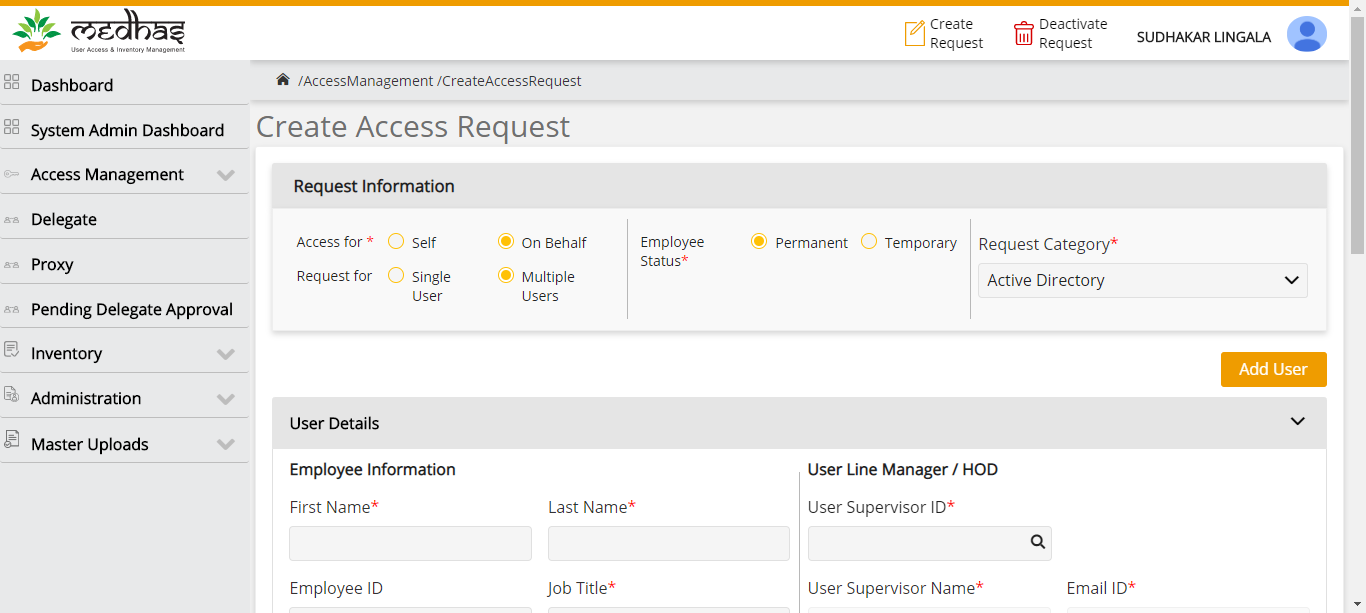 medhas
User Access & Inventory Management
Create
Request
Deactivate
Request
SUDHAKAR LINGALA
Dashboard
System Admin Dashboard
Access Management
Delegate
Proxy
Pending Delegate Approval
Inventory
Administration
Master Uploads
/AccessManagement /CreateAccessRequest
Create Access Request
Request Information
Access for *
Self
On Behalf
Request for
Single
User
Multiple
Users
Employee
Status*
Permanent
Temporary
Request Category*
Active Directory
Add User
User Details
Employee Information
First Name*
Last Name*
Employee ID
Job Title*
User Line Manager / HOD
User Supervisor ID*
User Supervisor Name*
Email ID*